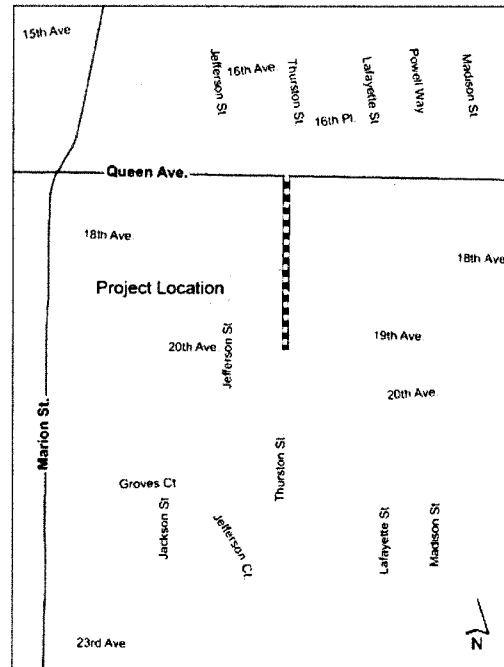 15th Ave
Jefferson St
16th Ave.
Thurston St.
16th Pl.
Lafayette St
Powell Way
Madison St
Queen Ave.
18th Ave
18th Ave
Project Location
20th Ave.
Jefferson St
19th Ave.
20th Ave.
Marion St.
Groves Ct
Jackson St
Jefferson Ct.
Thurston St.
Lafayette St
Madison St
23rd Ave
N